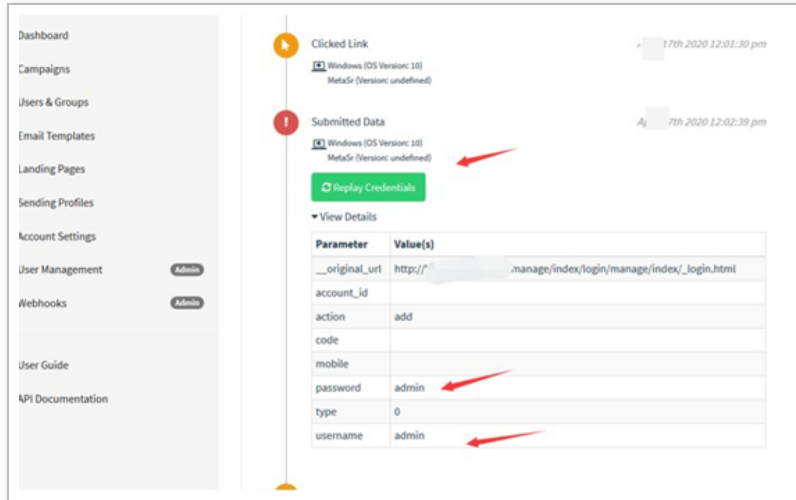 Dashboard
Campaigns
Users & Groups
Email Templates
Landing Pages
Sending Profiles
Account Settings
User Management Admin
Webhooks Admin
User Guide
API Documentation
Clicked Link 17th 2020 12:01:30 pm
Windows (OS Version: 10)
MetaSr (Version: undefined)
! Submitted Data 7th 2020 12:02:39 pm
Windows (OS Version: 10)
MetaSr (Version: undefined)
Replay Credentials
View Details
Parameter Value(s)
__original_url http:// .manage/index/login/manage/index/_login.html
account_id
action add
code
mobile
password admin
type 0
username admin